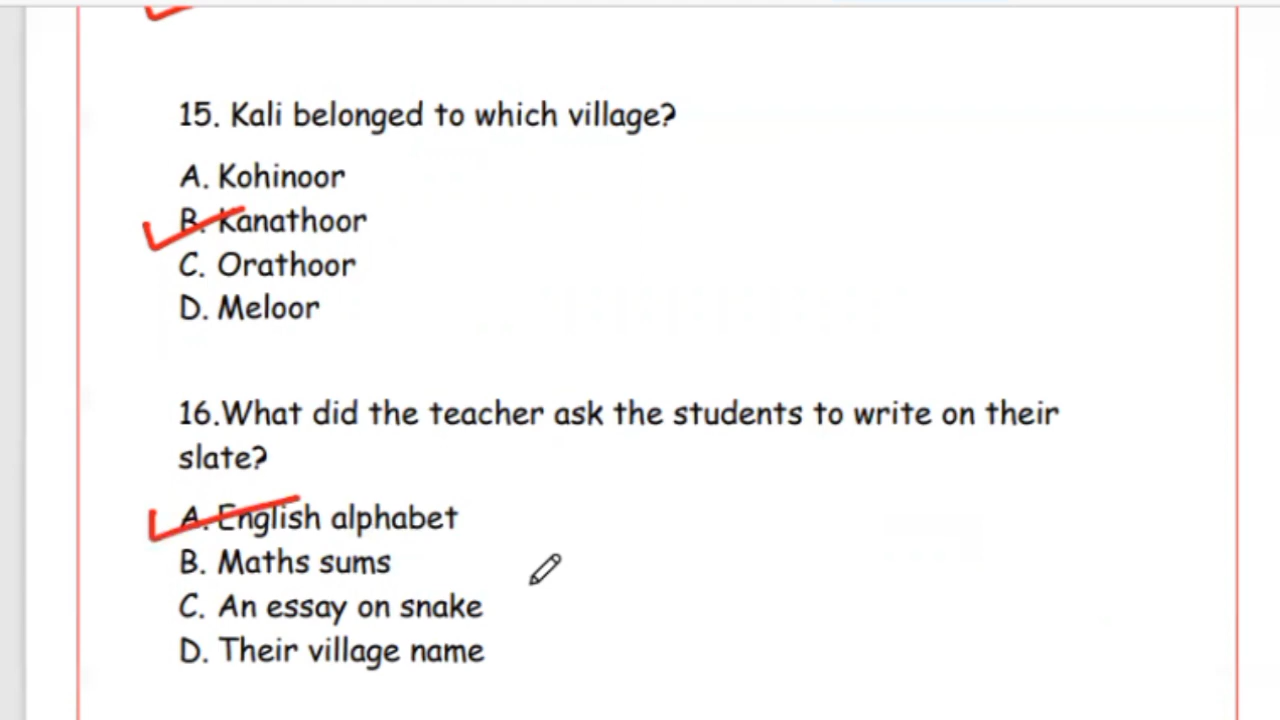 15. Kali belonged to which village?
A. Kohinoor
B. Kanathoor
C. Orathoor
D. Meloor
16.What did the teacher ask the students to write on their
slate?
A. English alphabet
B. Maths sums
C. An essay on snake
D. Their village name